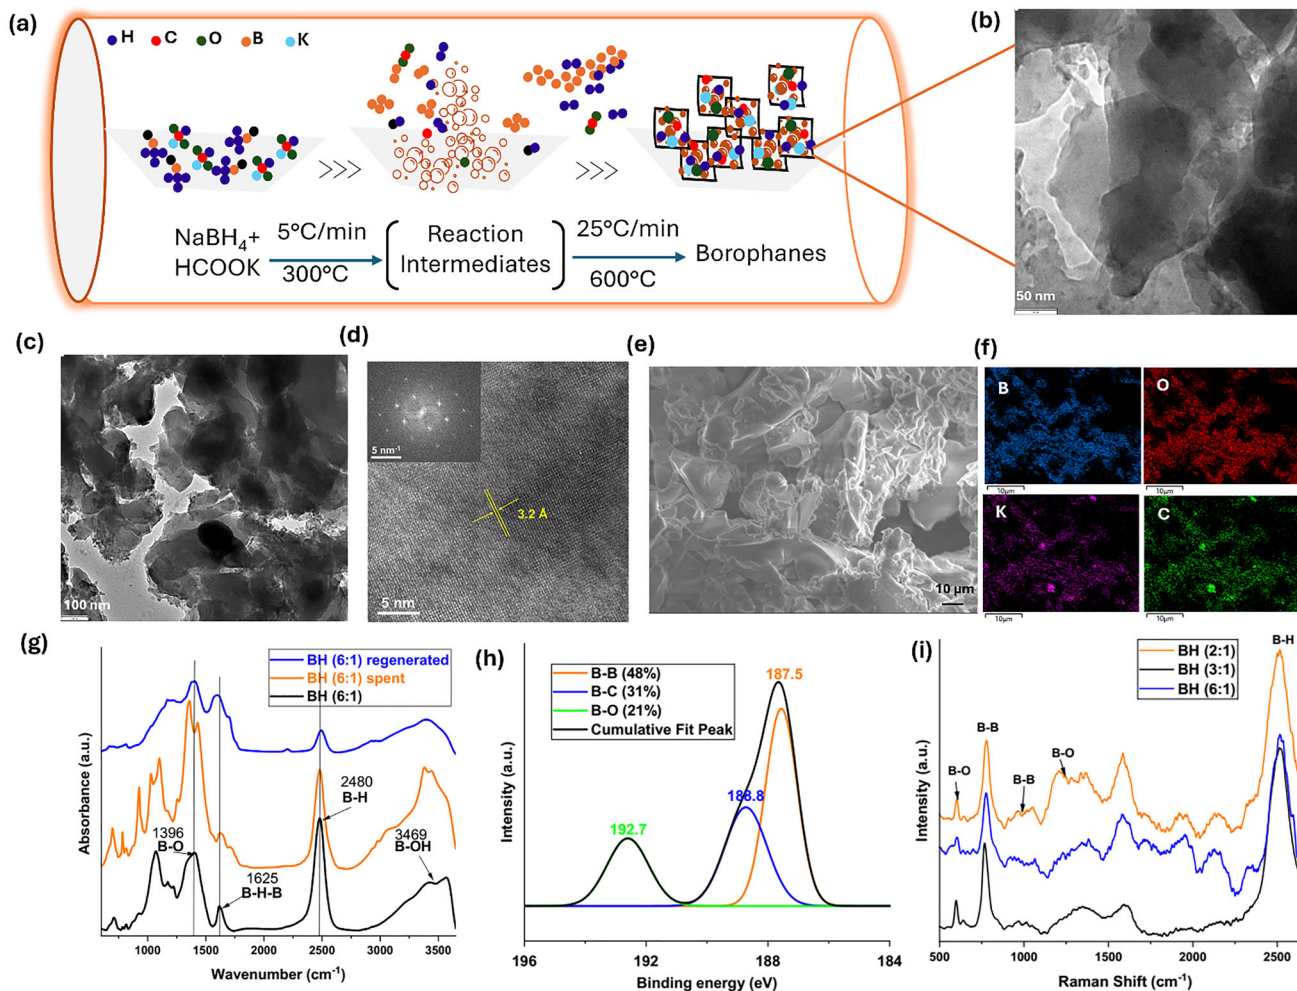 (a)
H C O B K
>>> >>>
NaBH4+
HCOOK
5°C/min
300°C
Reaction
Intermediates
25°C/min
600°C
Borophanes
(b)
50 nm
(c)
100 nm
(d)
5 nm-1
3.2 Å
5 nm
(e)
10 µm
(f)
B
10µm
O
10µm
K
10µm
C
10µm
(g)
BH (6:1) regenerated
BH (6:1) spent
BH (6:1)
2480
B-H
1396
B-O
1625
B-H-B
3469
B-OH
Absorbance (a.u.)
1000 1500 2000 2500 3000 3500
Wavenumber (cm-1)
(h)
B-B (48%)
B-C (31%)
B-O (21%)
Cumulative Fit Peak
187.5
188.8
192.7
Intensity (a.u.)
196 192 188 184
Binding energy (eV)
(i)
BH (2:1)
BH (3:1)
BH (6:1)
B-H
B-B
B-O
B-B
B-O
Intensity (a.u.)
500 1000 1500 2000 2500
Raman Shift (cm-1)